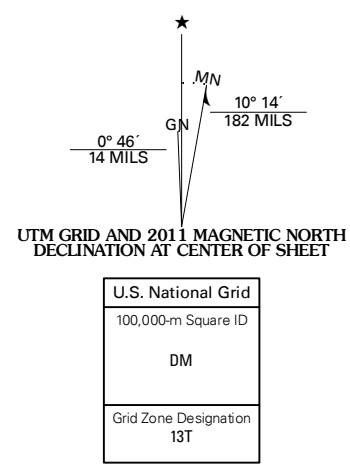 ★
MN
GN
10° 14´
182 MILS
0° 46´
14 MILS
UTM GRID AND 2011 MAGNETIC NORTH
DECLINATION AT CENTER OF SHEET
U.S. National Grid
100,000-m Square ID
DM
Grid Zone Designation
13T